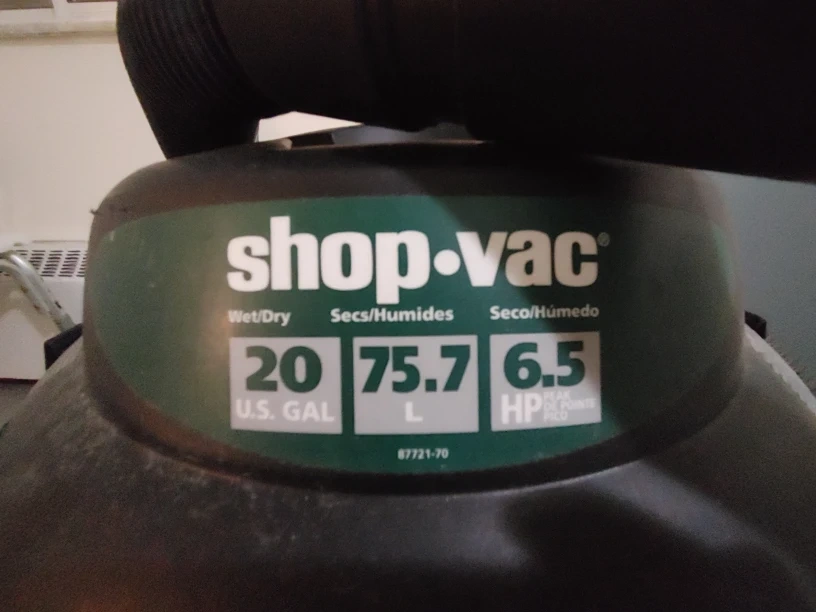 shop•vac®
Wet/Dry Secs/Humides Seco/Húmedo
20 75.7 6.5
U.S. GAL L HP PEAK
DE POINTE
PICO
87721-70